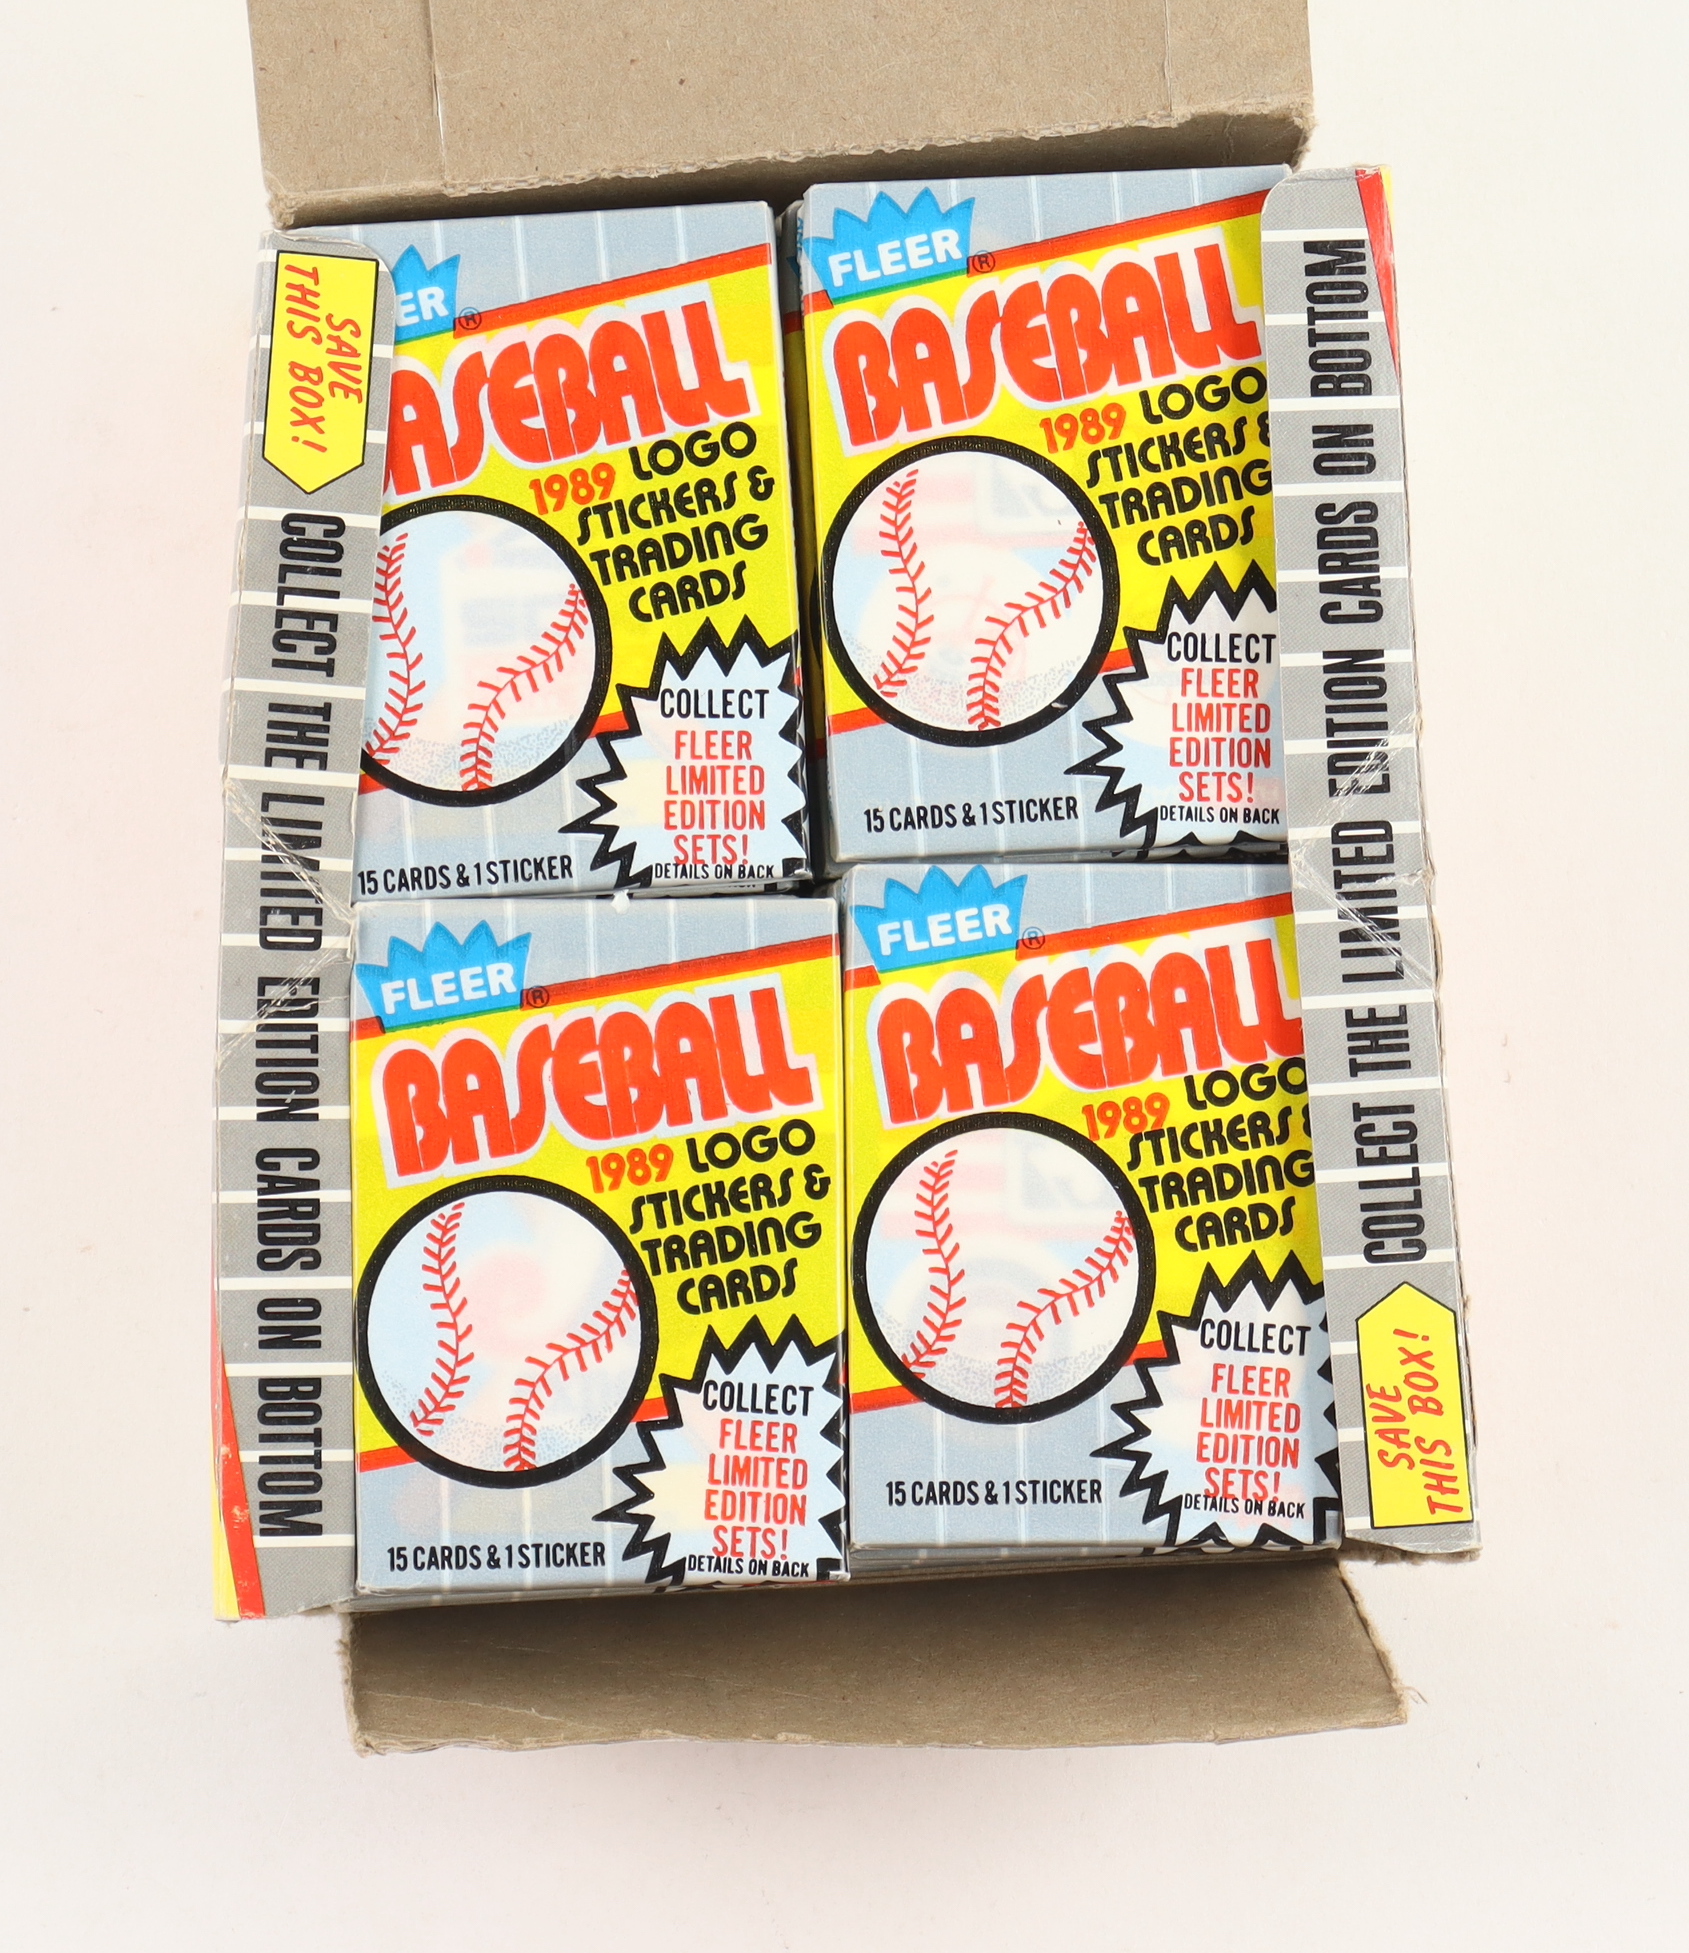 SAVE
THIS BOX!
COLLECT THE LIMITED EDITION CARDS ON BOTTOM
ER®
ASEBALL
1989 LOGO
STICKERS &
TRADING
CARDS
COLLECT
FLEER
LIMITED
EDITION
SETS!
DETAILS ON BACK
15 CARDS & 1 STICKER
FLEER®
BASEBALL
1989 LOGO
STICKERS &
TRADING
CARDS
COLLECT
FLEER
LIMITED
EDITION
SETS!
DETAILS ON BACK
15 CARDS & 1 STICKER
FLEER®
BASEBALL
1989 LOGO
STICKERS &
TRADING
CARDS
COLLECT
FLEER
LIMITED
EDITION
SETS!
DETAILS ON BACK
15 CARDS & 1 STICKER
FLEER®
BASEBALL
1989 LOGO
STICKERS &
TRADING
CARDS
COLLECT
FLEER
LIMITED
EDITION
SETS!
DETAILS ON BACK
15 CARDS & 1 STICKER
SAVE
THIS BOX!
COLLECT THE LIMITED EDITION CARDS ON BOTTOM